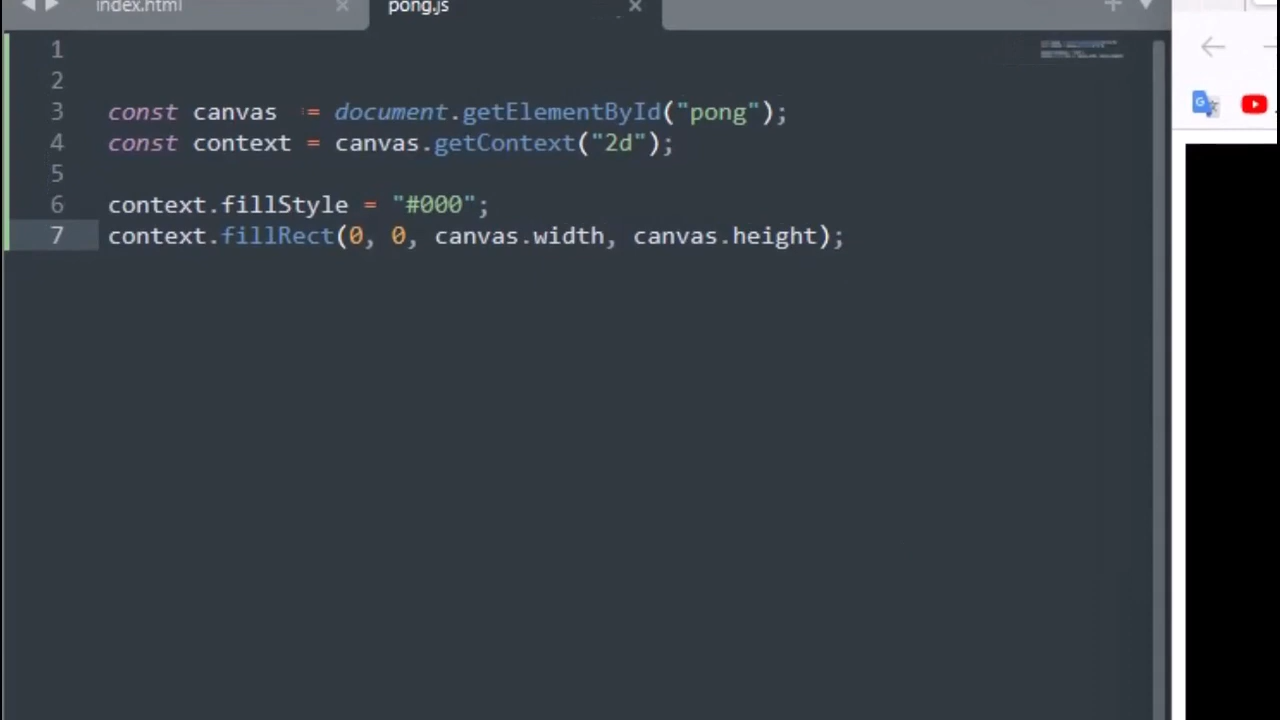 index.html
pong.js
1
2
3 const canvas = document.getElementById("pong");
4 const context = canvas.getContext("2d");
5
6 context.fillStyle = "#000";
7 context.fillRect(0, 0, canvas.width, canvas.height);